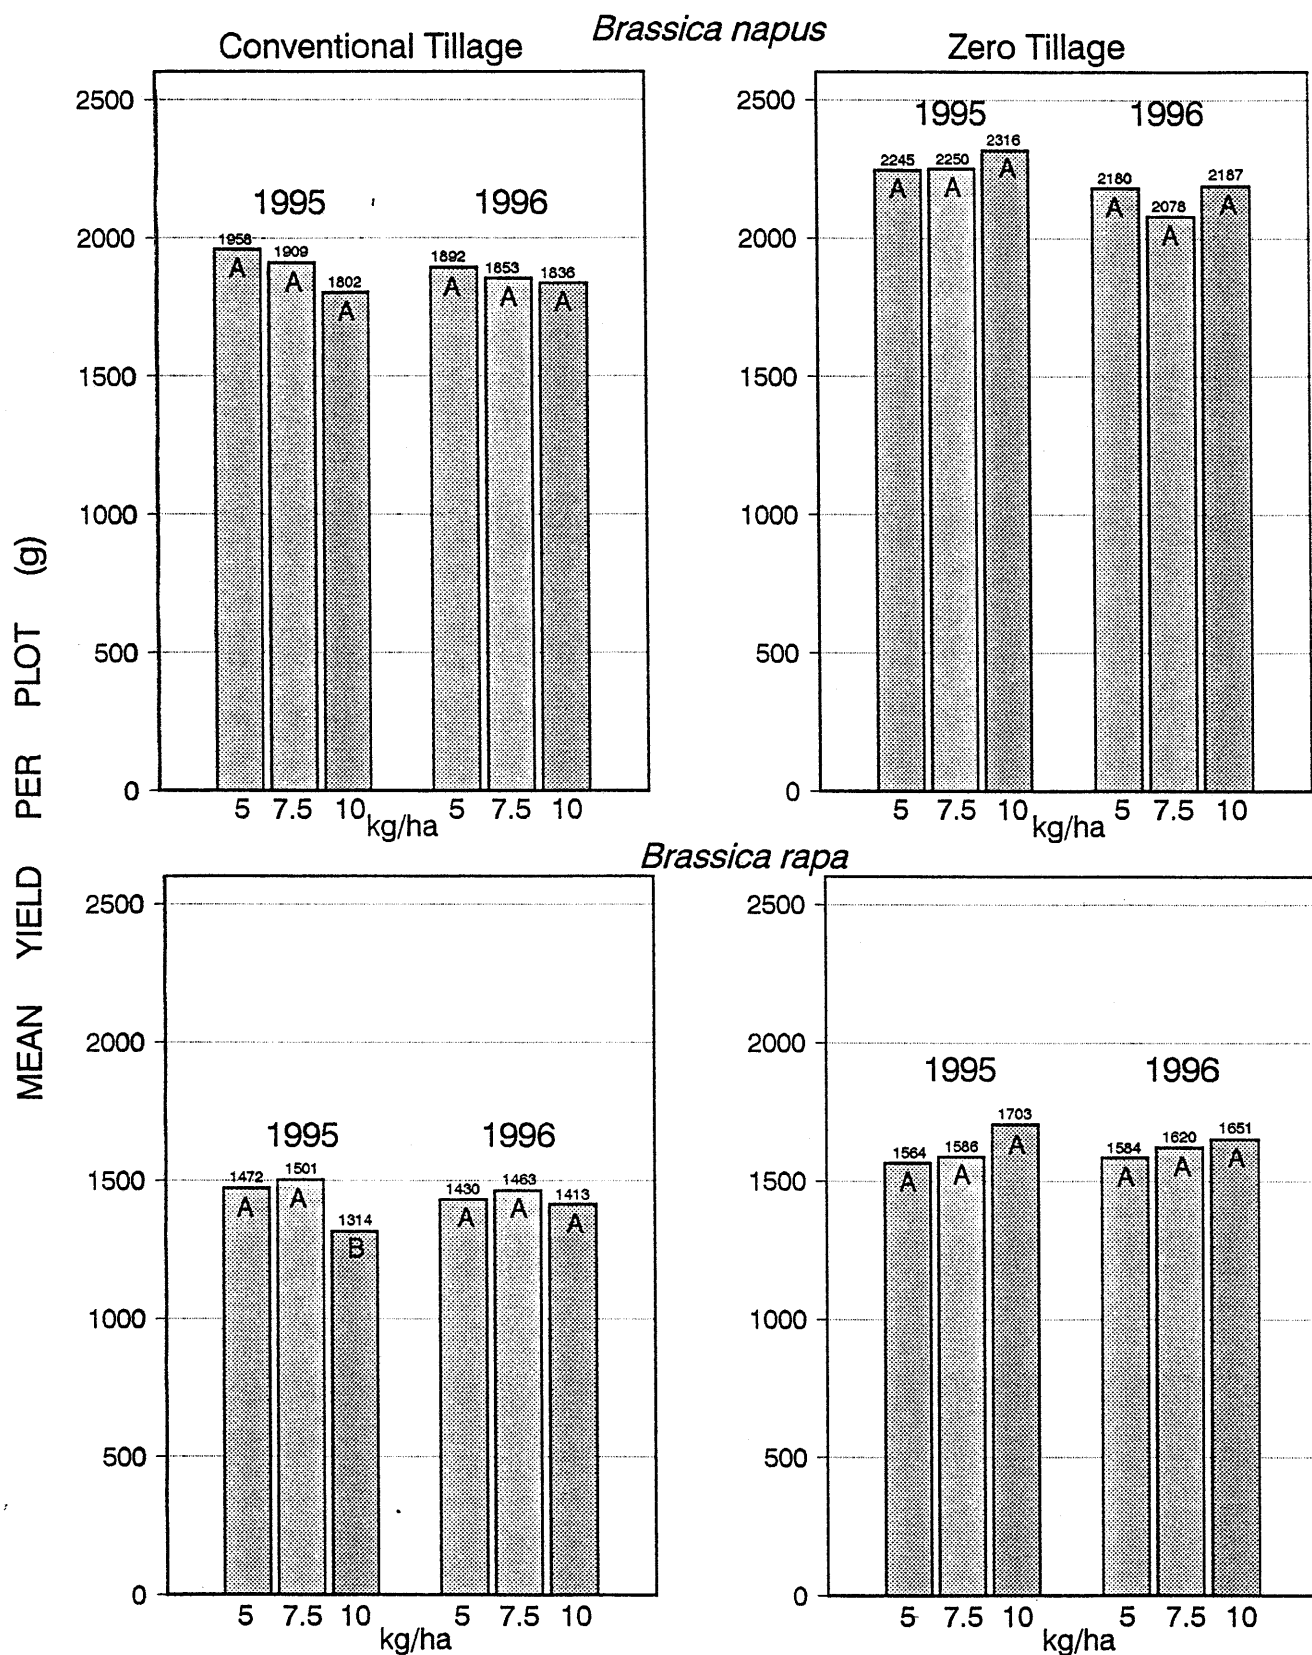 Brassica napus
Conventional Tillage
Zero Tillage
MEAN YIELD PER PLOT (g)
2500
2000
1500
1000
500
0
1995
1996
1958
1909
1802
1892
1853
1836
A
A
A
A
A
A
5 7.5 10 5 7.5 10
kg/ha
2500
2000
1500
1000
500
0
1995
1996
2245
2250
2316
2180
2078
2187
A
A
A
A
A
A
5 7.5 10 5 7.5 10
kg/ha
Brassica rapa
2500
2000
1500
1000
500
0
1995
1996
1472
1501
1314
1430
1463
1413
A
A
B
A
A
A
5 7.5 10 5 7.5 10
kg/ha
2500
2000
1500
1000
500
0
1995
1996
1564
1586
1703
1584
1620
1651
A
A
A
A
A
A
5 7.5 10 5 7.5 10
kg/ha